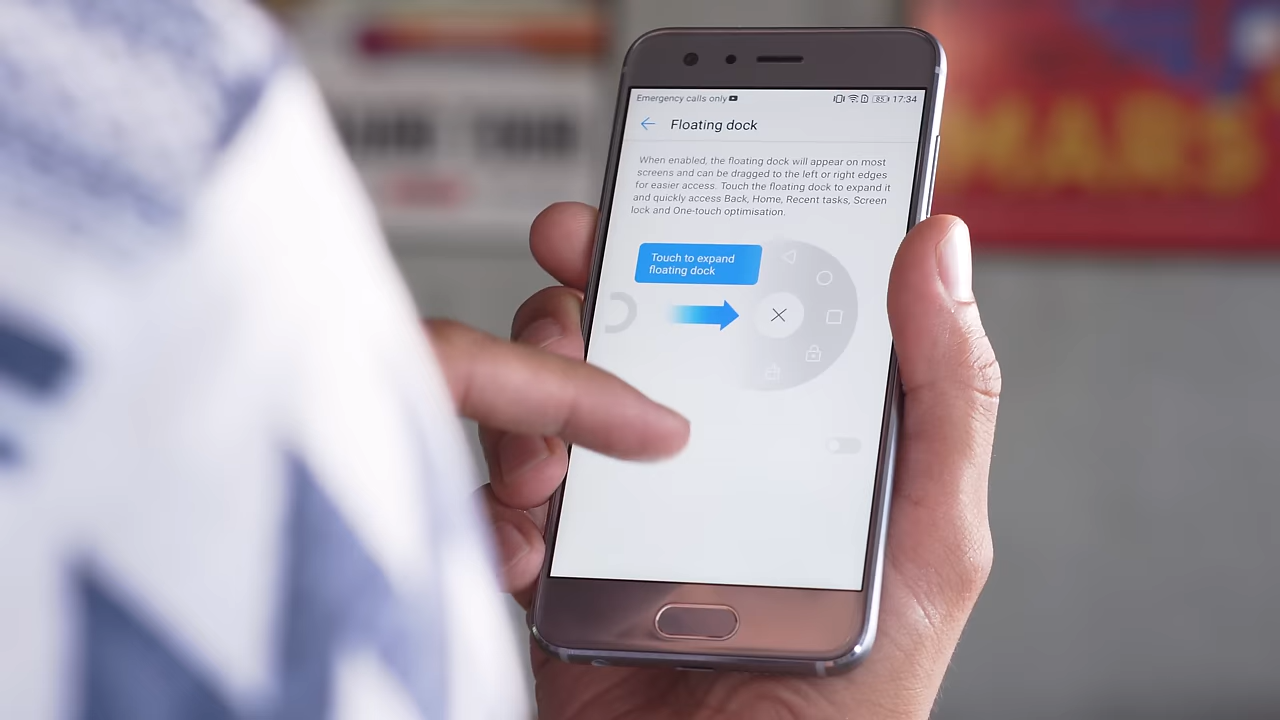 Emergency calls only
85 17:34
Floating dock
When enabled, the floating dock will appear on most
screens and can be dragged to the left or right edges
for easier access. Touch the floating dock to expand it
and quickly access Back, Home, Recent tasks, Screen
lock and One-touch optimisation.
Touch to expand
floating dock
MARS